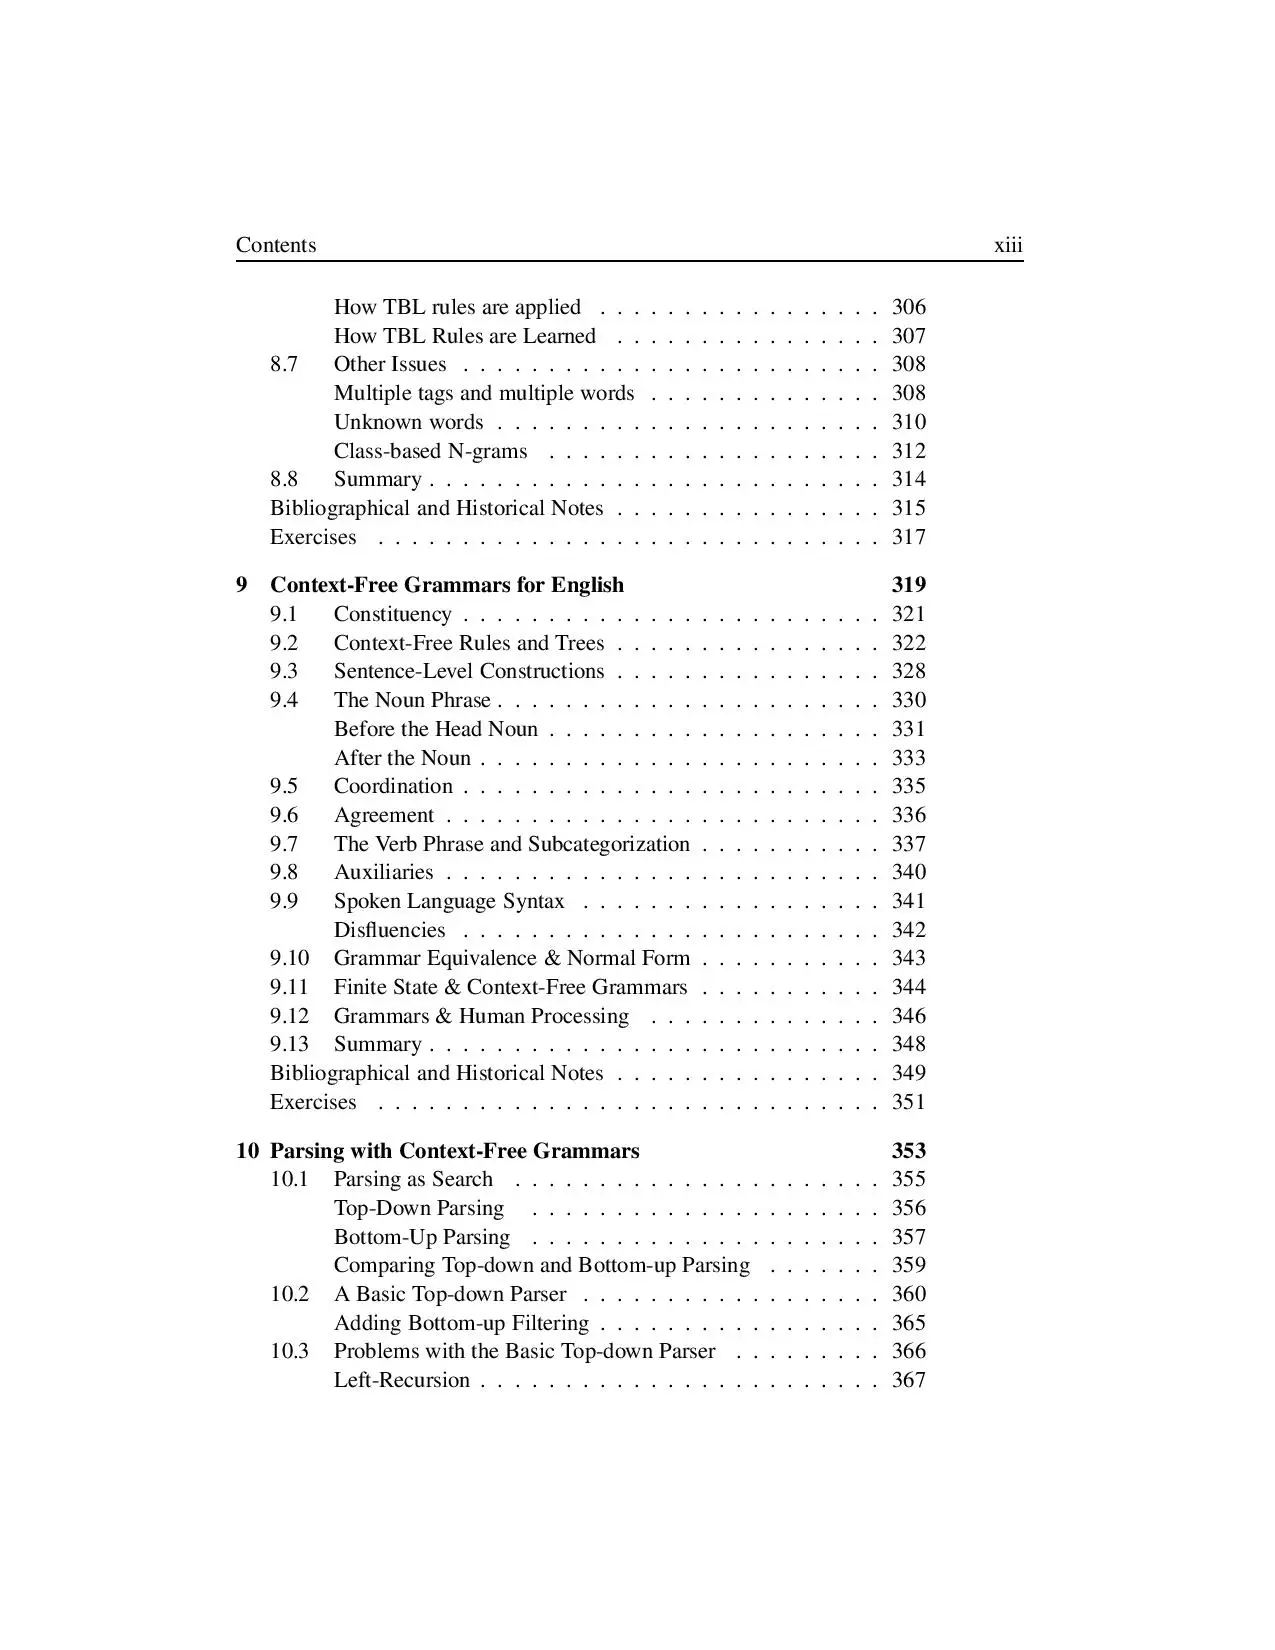 Contents xiii
How TBL rules are applied . . . . . . . . . . . . . . . . . 306
How TBL Rules are Learned . . . . . . . . . . . . . . . . 307
8.7 Other Issues . . . . . . . . . . . . . . . . . . . . . . . . . 308
Multiple tags and multiple words . . . . . . . . . . . . . . 308
Unknown words . . . . . . . . . . . . . . . . . . . . . . . 310
Class-based N-grams . . . . . . . . . . . . . . . . . . . . 312
8.8 Summary . . . . . . . . . . . . . . . . . . . . . . . . . . . 314
Bibliographical and Historical Notes . . . . . . . . . . . . . . . . 315
Exercises . . . . . . . . . . . . . . . . . . . . . . . . . . . . . . 317
9 Context-Free Grammars for English 319
9.1 Constituency . . . . . . . . . . . . . . . . . . . . . . . . . 321
9.2 Context-Free Rules and Trees . . . . . . . . . . . . . . . . 322
9.3 Sentence-Level Constructions . . . . . . . . . . . . . . . . 328
9.4 The Noun Phrase . . . . . . . . . . . . . . . . . . . . . . . 330
Before the Head Noun . . . . . . . . . . . . . . . . . . . . 331
After the Noun . . . . . . . . . . . . . . . . . . . . . . . . 333
9.5 Coordination . . . . . . . . . . . . . . . . . . . . . . . . . 335
9.6 Agreement . . . . . . . . . . . . . . . . . . . . . . . . . . 336
9.7 The Verb Phrase and Subcategorization . . . . . . . . . . . 337
9.8 Auxiliaries . . . . . . . . . . . . . . . . . . . . . . . . . . 340
9.9 Spoken Language Syntax . . . . . . . . . . . . . . . . . . 341
Disfluencies . . . . . . . . . . . . . . . . . . . . . . . . . 342
9.10 Grammar Equivalence & Normal Form . . . . . . . . . . . 343
9.11 Finite State & Context-Free Grammars . . . . . . . . . . . 344
9.12 Grammars & Human Processing . . . . . . . . . . . . . . 346
9.13 Summary . . . . . . . . . . . . . . . . . . . . . . . . . . . 348
Bibliographical and Historical Notes . . . . . . . . . . . . . . . . 349
Exercises . . . . . . . . . . . . . . . . . . . . . . . . . . . . . . 351
10 Parsing with Context-Free Grammars 353
10.1 Parsing as Search . . . . . . . . . . . . . . . . . . . . . . 355
Top-Down Parsing . . . . . . . . . . . . . . . . . . . . . 356
Bottom-Up Parsing . . . . . . . . . . . . . . . . . . . . . 357
Comparing Top-down and Bottom-up Parsing . . . . . . . 359
10.2 A Basic Top-down Parser . . . . . . . . . . . . . . . . . . 360
Adding Bottom-up Filtering . . . . . . . . . . . . . . . . . 365
10.3 Problems with the Basic Top-down Parser . . . . . . . . . 366
Left-Recursion . . . . . . . . . . . . . . . . . . . . . . . . 367